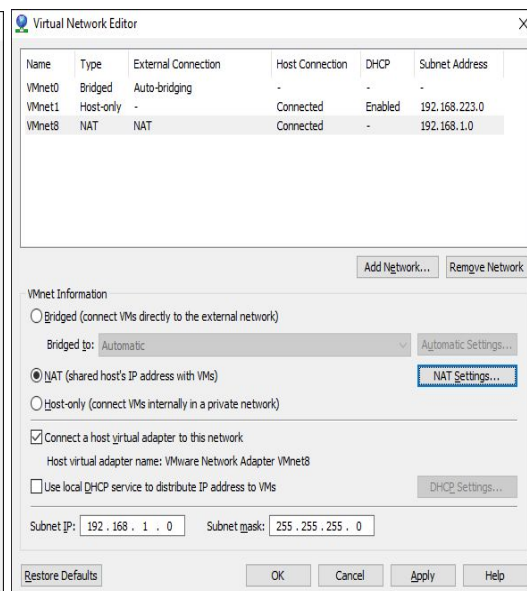 Virtual Network Editor X
Name Type External Connection Host Connection DHCP Subnet Address
VMnet0 Bridged Auto-bridging - - -
VMnet1 Host-only - Connected Enabled 192.168.223.0
VMnet8 NAT NAT Connected - 192.168.1.0
Add Network... Remove Network
VMnet Information
Bridged (connect VMs directly to the external network)
Bridged to: Automatic Automatic Settings...
NAT (shared host's IP address with VMs) NAT Settings...
Host-only (connect VMs internally in a private network)
Connect a host virtual adapter to this network
Host virtual adapter name: VMware Network Adapter VMnet8
Use local DHCP service to distribute IP address to VMs DHCP Settings...
Subnet IP: 192 . 168 . 1 . 0 Subnet mask: 255 . 255 . 255 . 0
Restore Defaults OK Cancel Apply Help